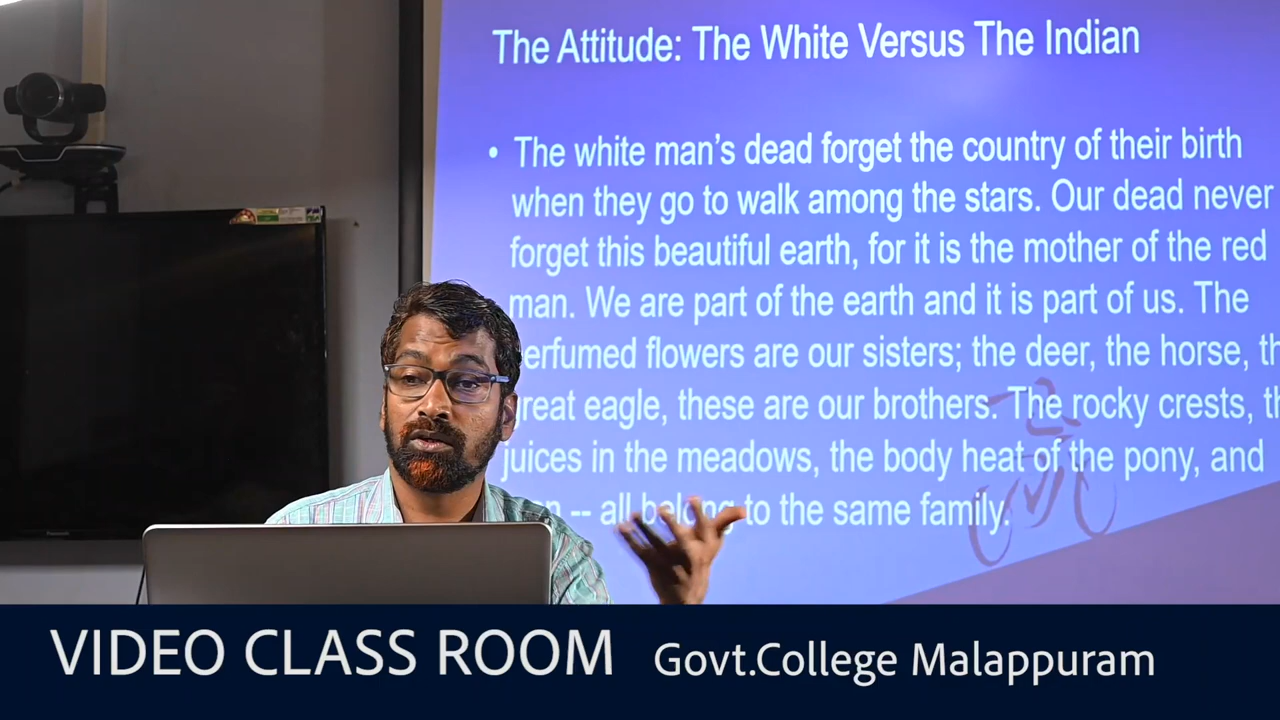 The Attitude: The White Versus The Indian
• The white man's dead forget the country of their birth
when they go to walk among the stars. Our dead never
forget this beautiful earth, for it is the mother of the red
man. We are part of the earth and it is part of us. The
erfumed flowers are our sisters; the deer, the horse, th
great eagle, these are our brothers. The rocky crests, th
juices in the meadows, the body heat of the pony, and
-- all belong to the same family.
VIDEO CLASS ROOM Govt.College Malappuram